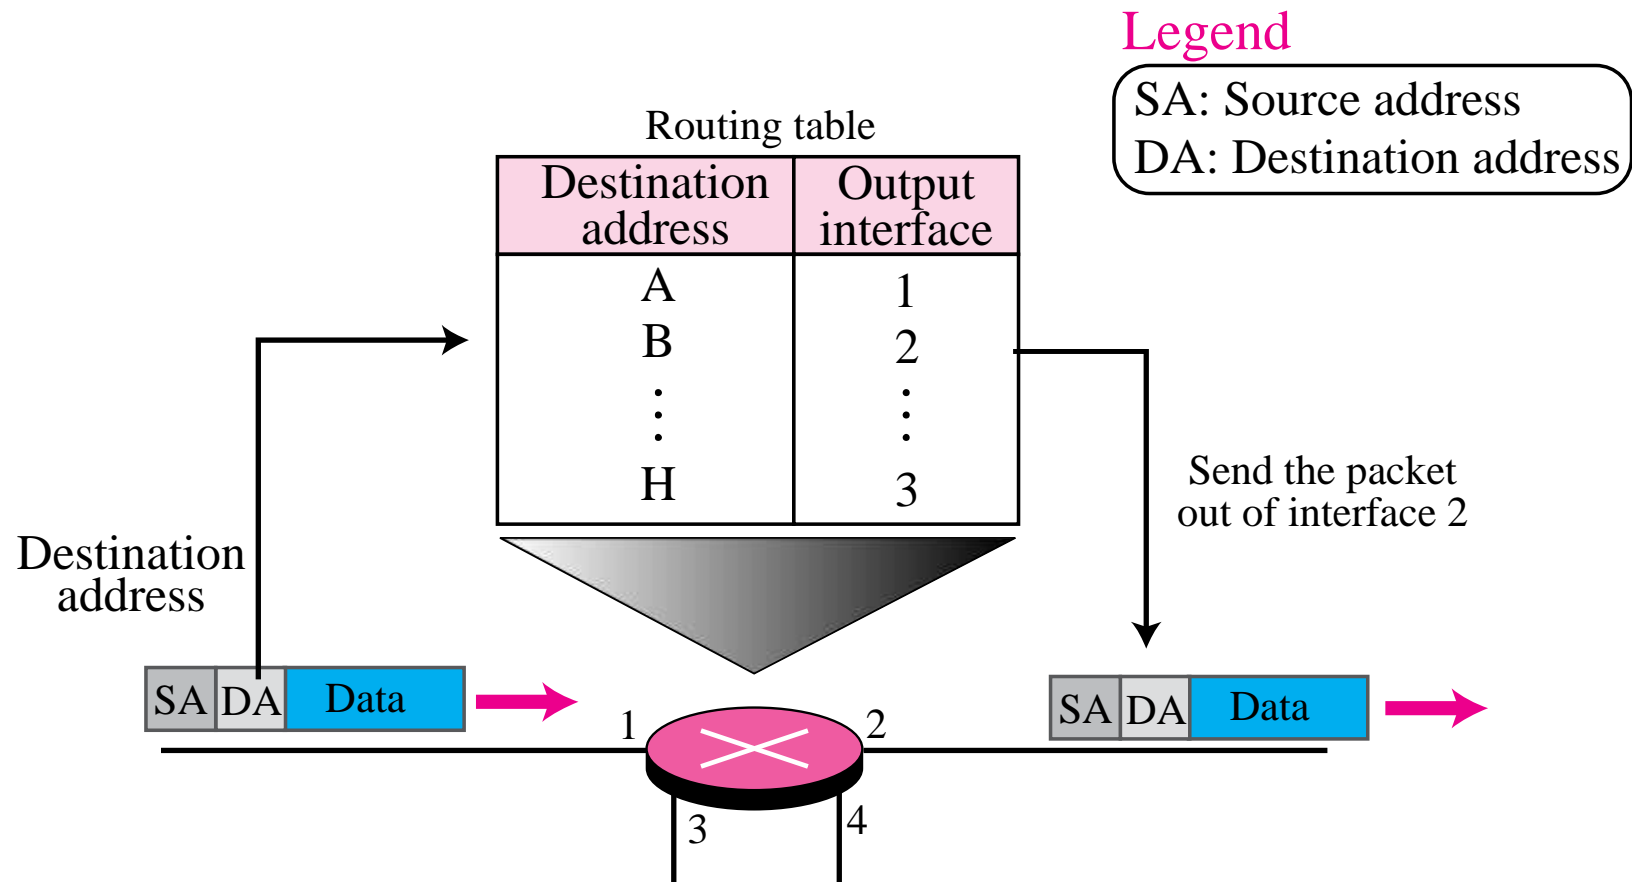 Legend
SA: Source address
DA: Destination address
Routing table
Destination address
Output interface
A 1
B 2
H 3
Send the packet
out of interface 2
Destination
address
SA DA Data
SA DA Data
1
2
3
4